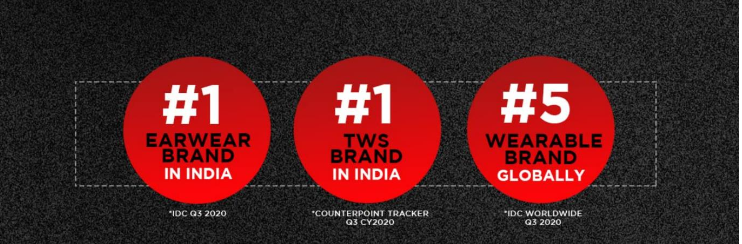 #1
EARWEAR
BRAND
IN INDIA
*IDC Q3 2020
#1
TWS
BRAND
IN INDIA
*COUNTERPOINT TRACKER
Q3 CY2020
#5
WEARABLE
BRAND
GLOBALLY
*IDC WORLDWIDE
Q3 2020